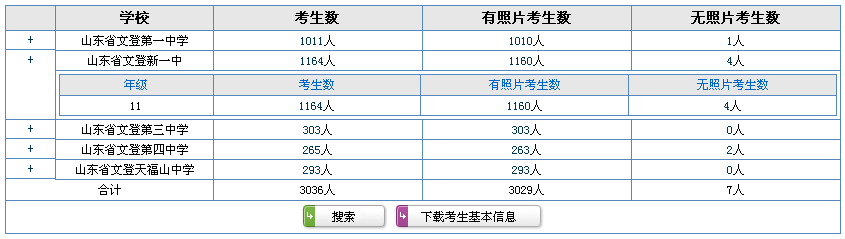 学校 考生数 有照片考生数 无照片考生数
+ 山东省文登第一中学 1011人 1010人 1人
+ 山东省文登新一中 1164人 1160人 4人
年级 考生数 有照片考生数 无照片考生数
11 1164人 1160人 4人
+ 山东省文登第三中学 303人 303人 0人
+ 山东省文登第四中学 265人 263人 2人
+ 山东省文登天福山中学 293人 293人 0人
合计 3036人 3029人 7人
搜索 下载考生基本信息